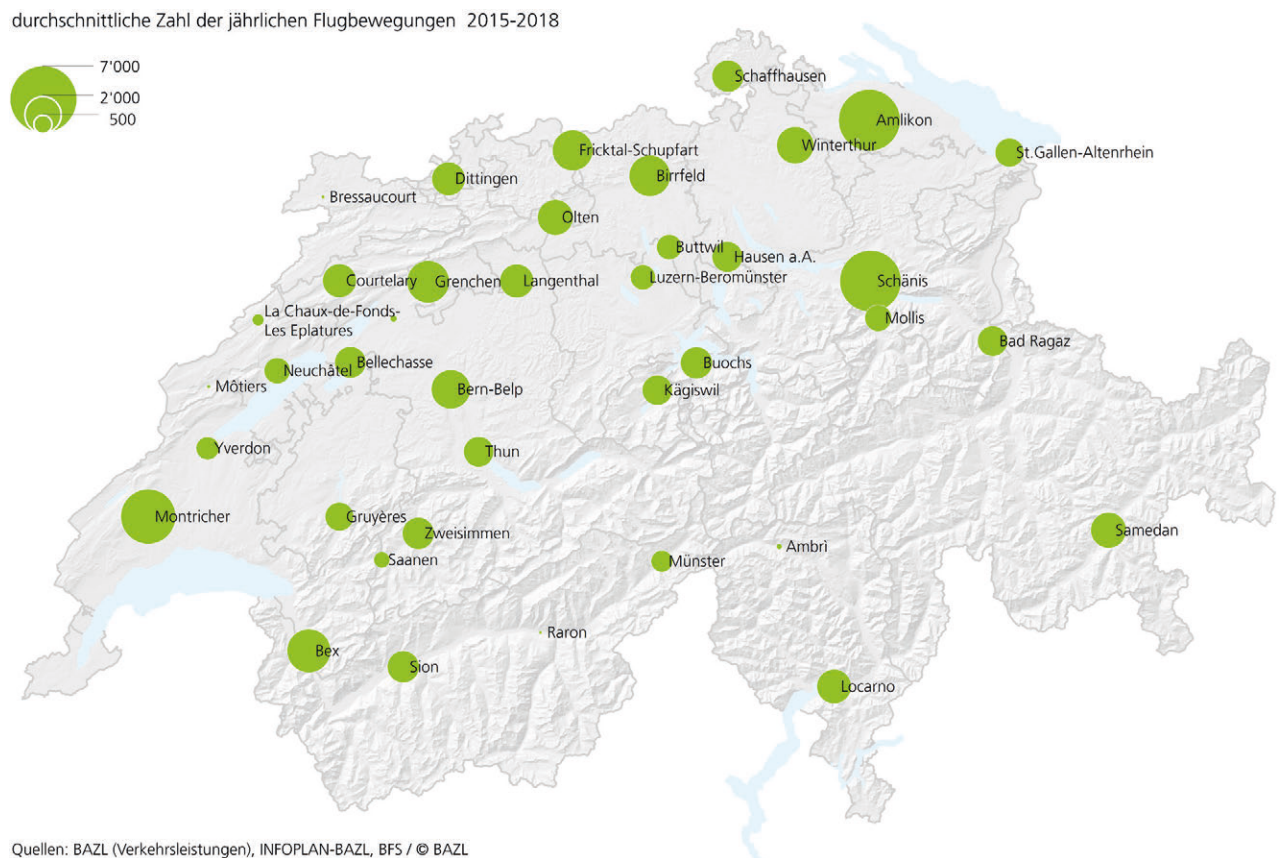 durchschnittliche Zahl der jährlichen Flugbewegungen 2015-2018
7'000
2'000
500
Schaffhausen
Amlikon
Winterthur
St.Gallen-Altenrhein
Fricktal-Schupfart
Birrfeld
Dittingen
Bressaucourt
Olten
Buttwil
Hausen a.A.
Luzern-Beromünster
Courtelary
Grenchen
Langenthal
Schänis
La Chaux-de-Fonds-
Les Eplatures
Mollis
Bad Ragaz
Bellechasse
Neuchâtel
Môtiers
Buochs
Bern-Belp
Kägiswil
Yverdon
Thun
Montricher
Gruyères
Zweisimmen
Samedan
Saanen
Münster
Ambrì
Raron
Bex
Sion
Locarno
Quellen: BAZL (Verkehrsleistungen), INFOPLAN-BAZL, BFS / © BAZL